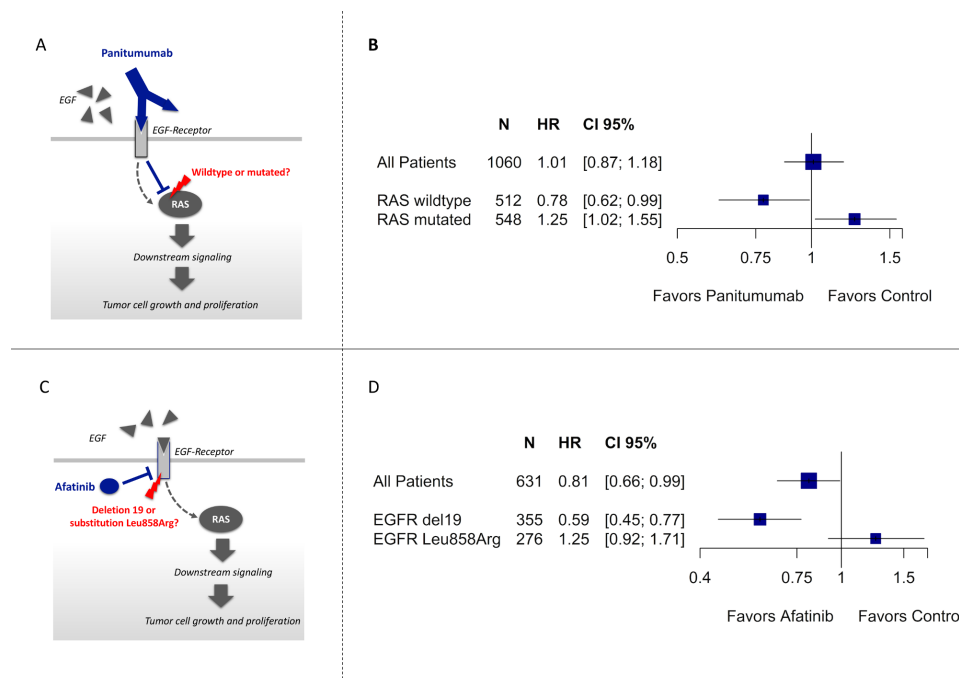 A
Panitumumab
EGF
EGF-Receptor
Wildtype or mutated?
RAS
Downstream signaling
Tumor cell growth and proliferation
B
N HR CI 95%
All Patients 1060 1.01 [0.87; 1.18]
RAS wildtype 512 0.78 [0.62; 0.99]
RAS mutated 548 1.25 [1.02; 1.55]
0.5 0.75 1 1.5
Favors Panitumumab Favors Control
C
EGF
EGF-Receptor
Afatinib
Deletion 19 or
substitution Leu858Arg?
RAS
Downstream signaling
Tumor cell growth and proliferation
D
N HR CI 95%
All Patients 631 0.81 [0.66; 0.99]
EGFR del19 355 0.59 [0.45; 0.77]
EGFR Leu858Arg 276 1.25 [0.92; 1.71]
0.4 0.75 1 1.5
Favors Afatinib Favors Contro